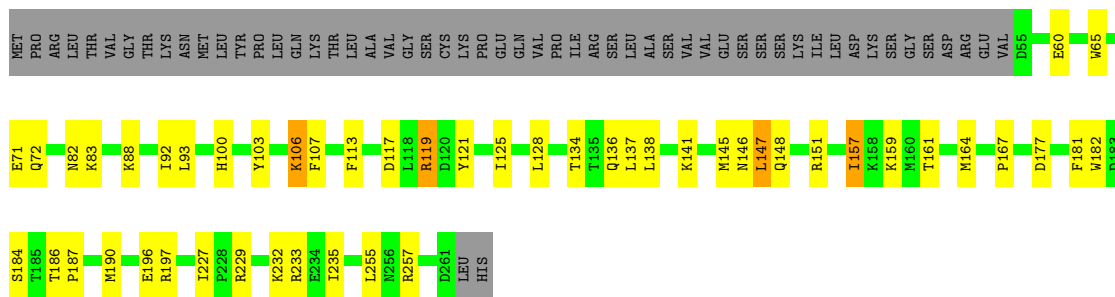 MET PRO ARG LEU THR VAL GLY THR LYS ASN MET LEU TYR PRO LEU GLN LYS THR LEU ALA VAL GLY SER CYS LYS PRO GLU GLN VAL PRO ILE ARG SER LEU ALA SER VAL VAL GLU SER SER SER LYS ILE LEU ASP LYS SER GLY SER ASP ARG GLU VAL D55 E60 W65
E71 Q72 N82 K83 K88 I92 L93 H100 Y103 K106 F107 F113 D117 L118 R119 D120 Y121 I125 L128 T134 T135 Q136 L137 L138 K141 M145 N146 L147 Q148 R151 I157 K158 K159 M160 T161 M164 P167 D177 F181 W182 D183
S184 T185 T186 P187 M190 E196 R197 I227 P228 R229 K232 R233 E234 I235 L255 N256 R257 D261 LEU HIS